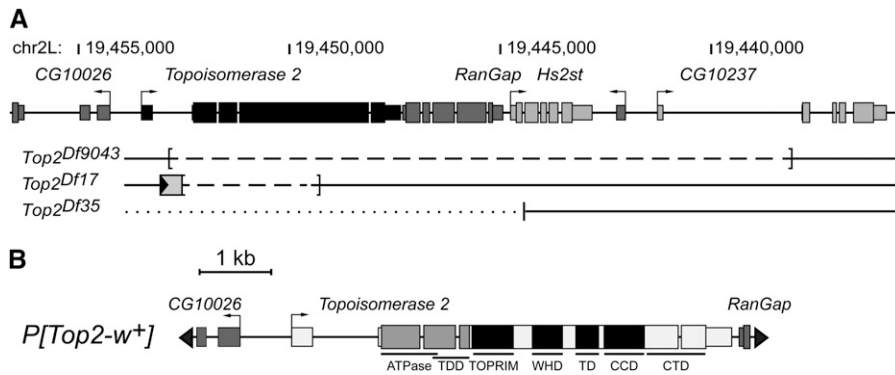 A
chr2L: 19,455,000 19,450,000 19,445,000 19,440,000
CG10026 Topoisomerase 2 RanGap Hs2st CG10237
Top2Df9043
Top2Df17
Top2Df35
B
1 kb
CG10026 Topoisomerase 2 RanGap
P[Top2-w+]
ATPase TDD TOPRIM WHD TD CCD CTD